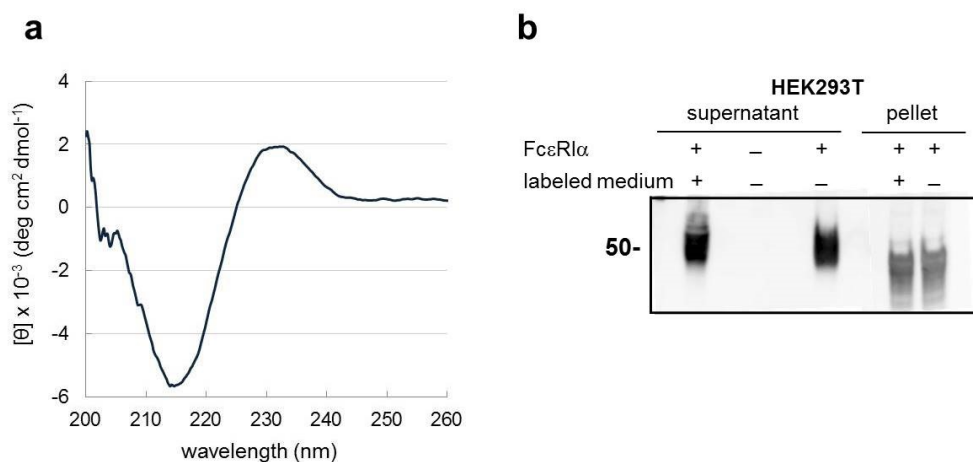 a
4
2
0
-2
-4
-6
[θ] x 10⁻³ (deg cm² dmol⁻¹)
200 210 220 230 240 250 260
wavelength (nm)
b
HEK293T
supernatant pellet
FcεRIα + – + + +
labeled medium + – – + –
50-